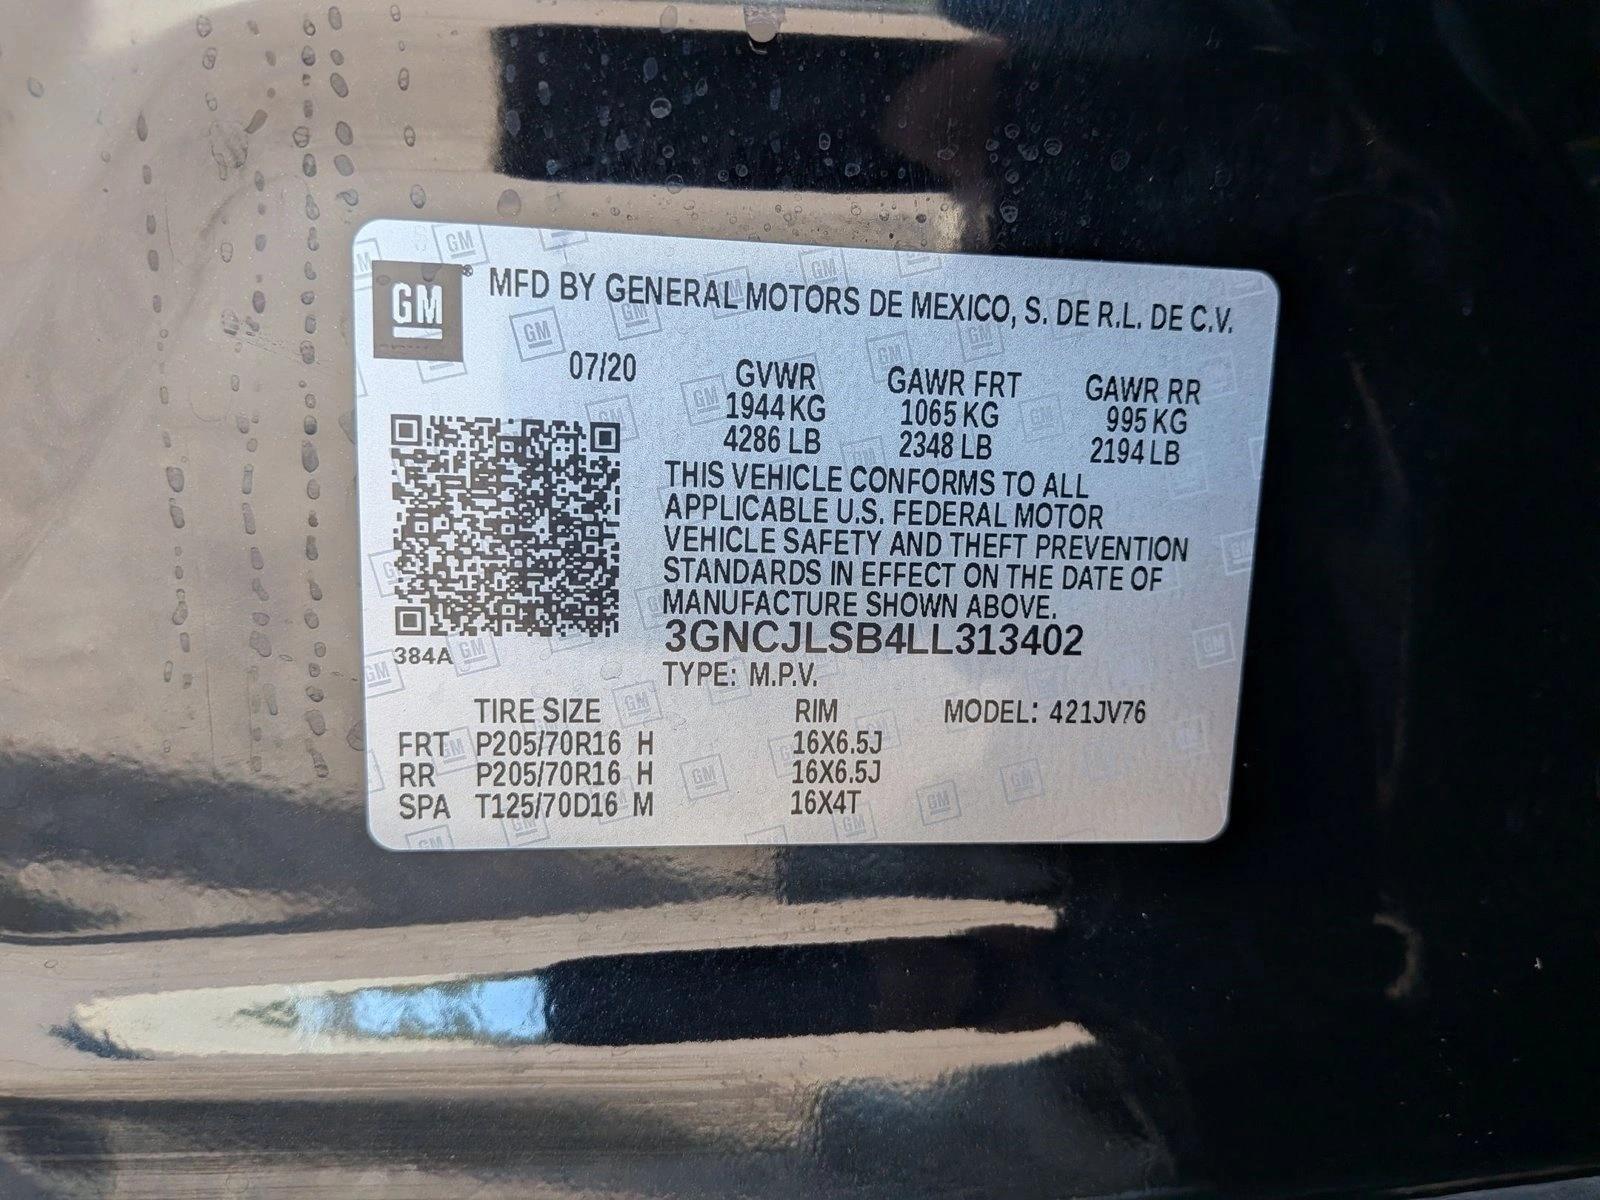 GM® MFD BY GENERAL MOTORS DE MEXICO, S. DE R.L. DE C.V.
07/20 GVWR GAWR FRT GAWR RR
1944 KG 1065 KG 995 KG
4286 LB 2348 LB 2194 LB
THIS VEHICLE CONFORMS TO ALL
APPLICABLE U.S. FEDERAL MOTOR
VEHICLE SAFETY AND THEFT PREVENTION
STANDARDS IN EFFECT ON THE DATE OF
MANUFACTURE SHOWN ABOVE.
3GNCJLSB4LL313402
384A
TYPE: M.P.V.
TIRE SIZE RIM MODEL: 421JV76
FRT P205/70R16 H 16X6.5J
RR P205/70R16 H 16X6.5J
SPA T125/70D16 M 16X4T